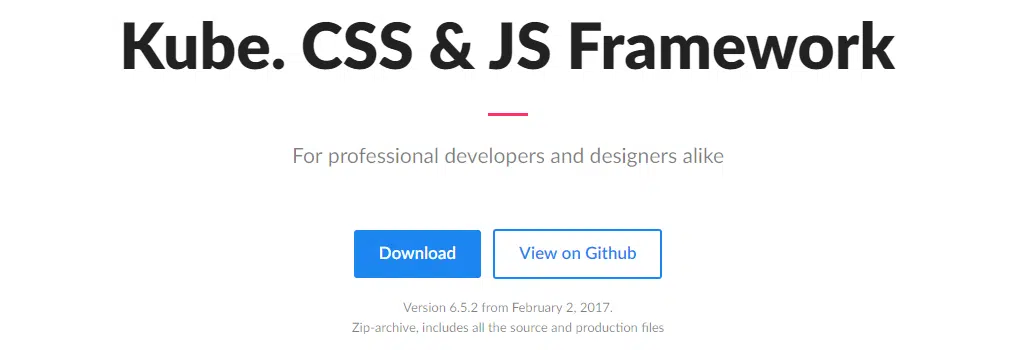 Kube. CSS & JS Framework
For professional developers and designers alike
Download
View on Github
Version 6.5.2 from February 2, 2017.
Zip-archive, includes all the source and production files